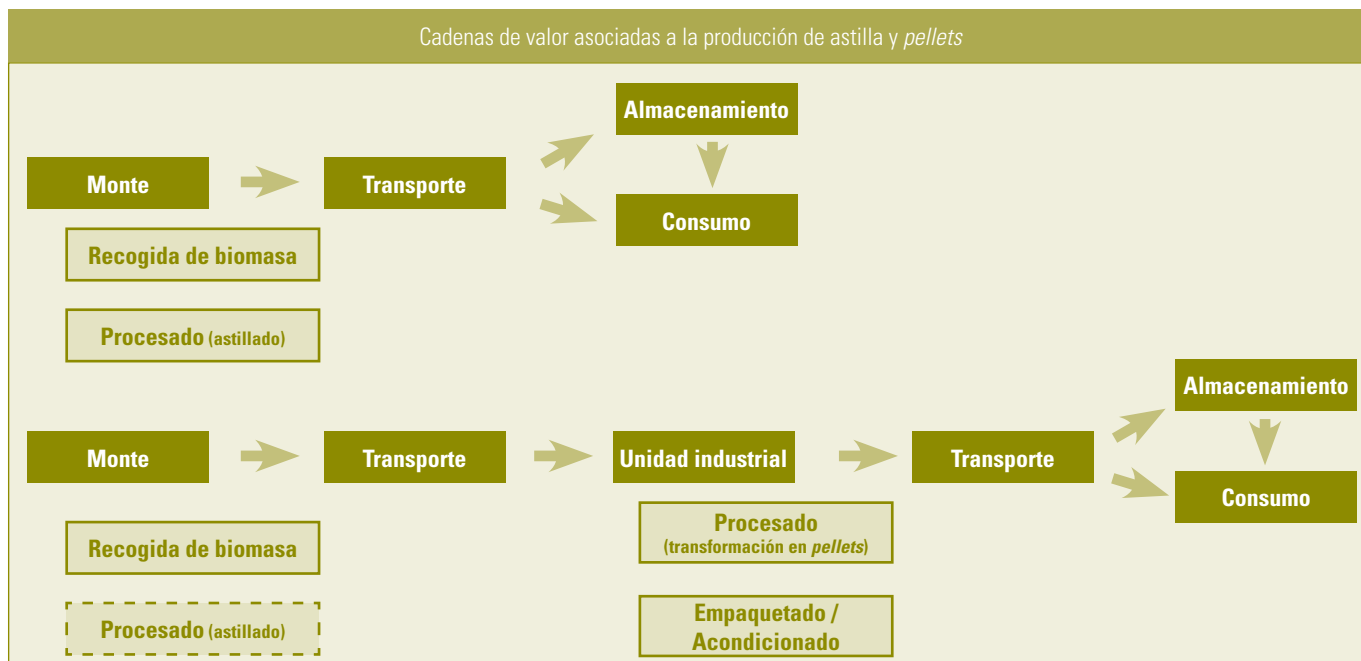 Cadenas de valor asociadas a la producción de astilla y pellets
Almacenamiento
Monte
Transporte
Consumo
Recogida de biomasa
Procesado (astillado)
Almacenamiento
Monte
Transporte
Unidad industrial
Transporte
Consumo
Recogida de biomasa
Procesado
(transformación en pellets)
Procesado (astillado)
Empaquetado /
Acondicionado